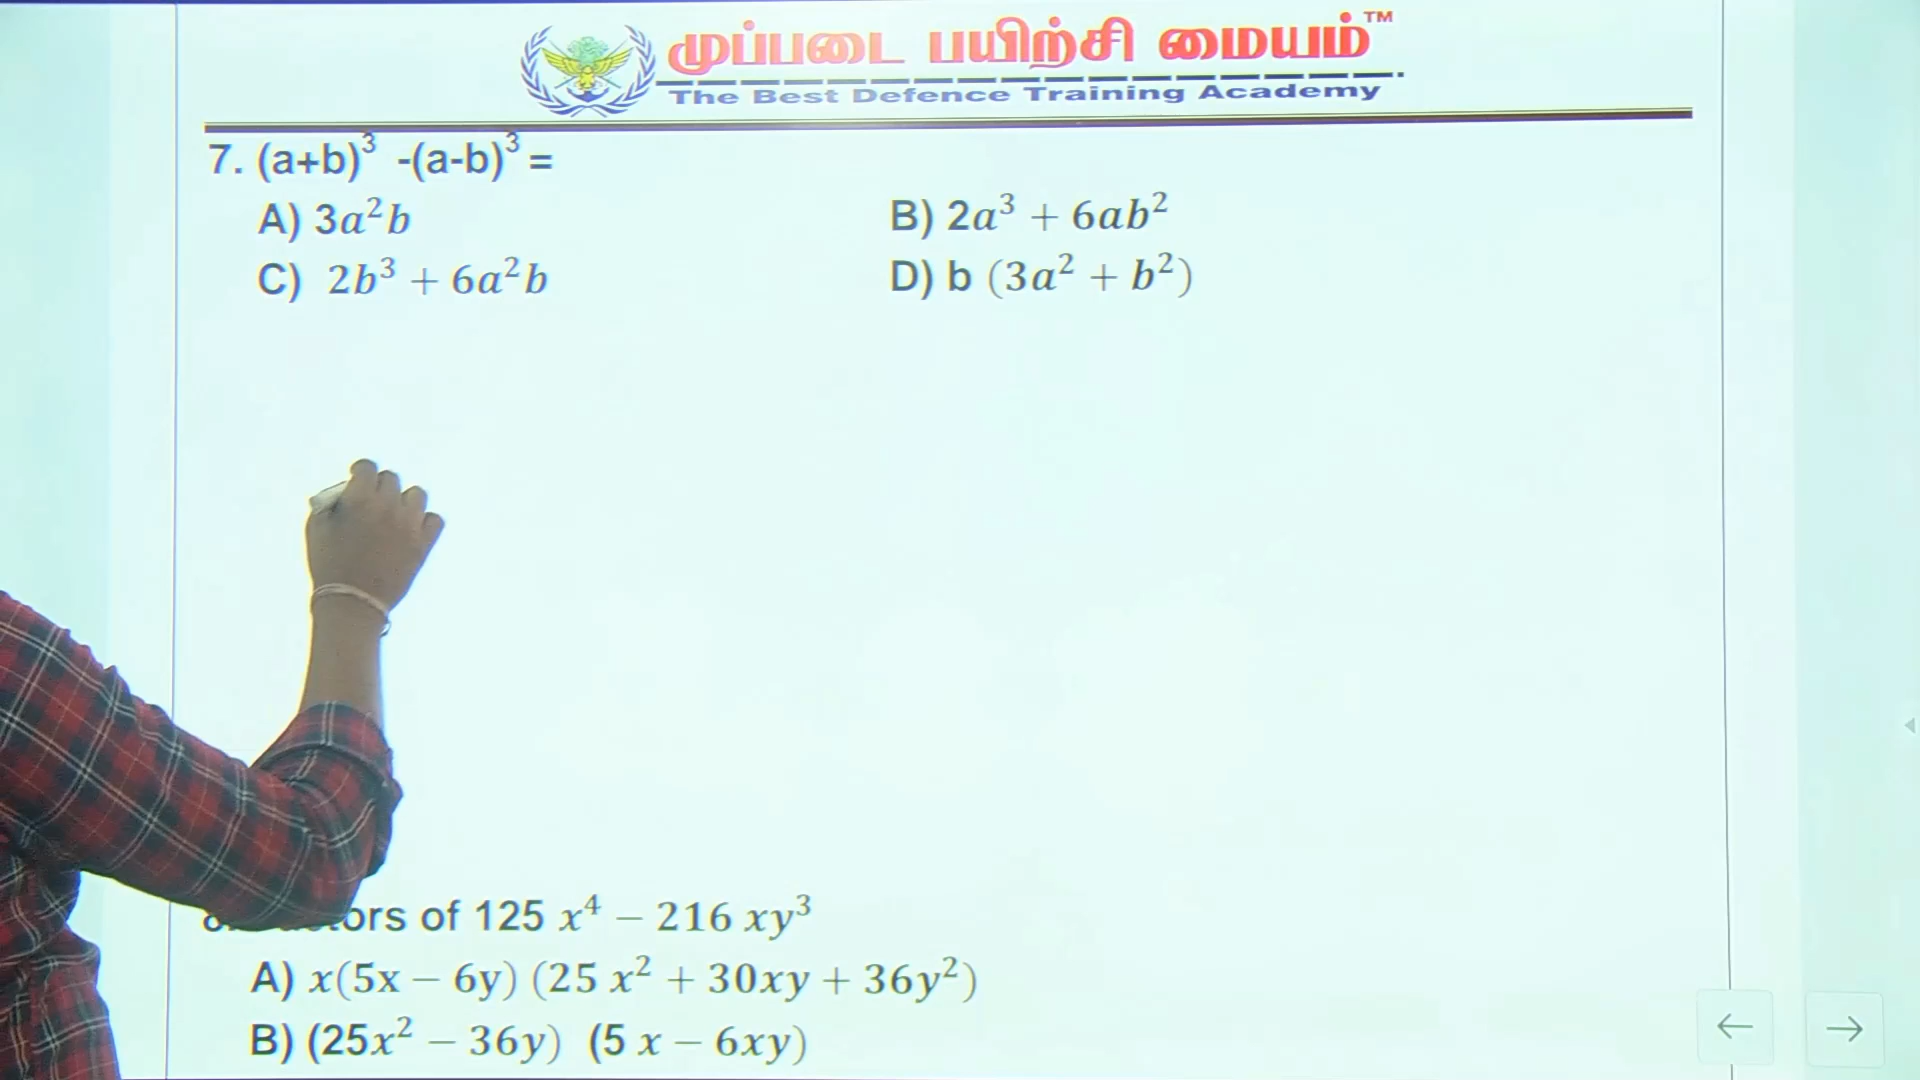 முப்படை பயிற்சி மையம்™
The Best Defence Training Academy
7. (a+b)³ -(a-b)³ =
A) 3a²b
B) 2a³ + 6ab²
C) 2b³ + 6a²b
D) b (3a² + b²)
of 125 x⁴ − 216 xy³
A) x(5x − 6y) (25 x² + 30xy + 36y²)
B) (25x² − 36y) (5 x − 6xy)